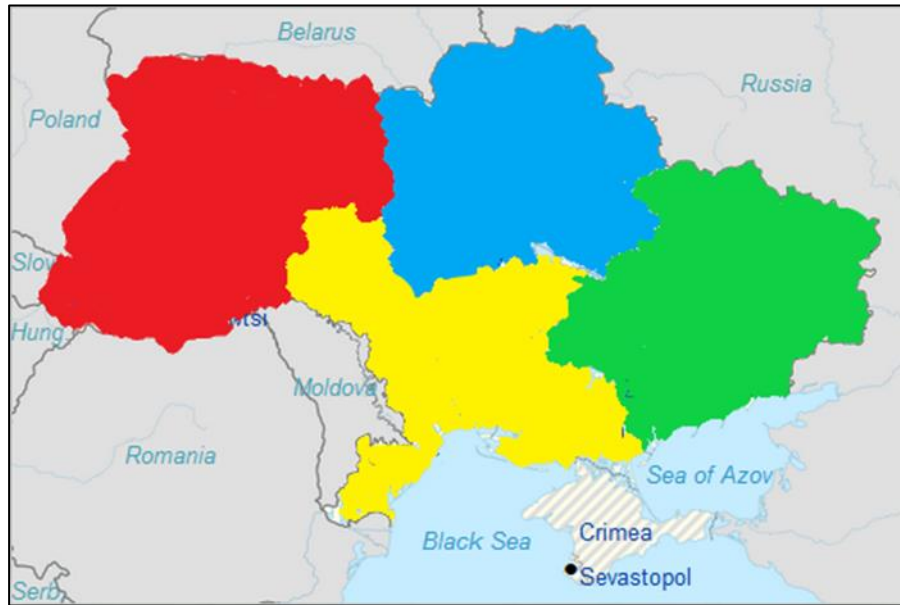 Belarus
Russia
Poland
Slov
Hung
Moldova
Romania
Sea of Azov
Black Sea
Crimea
Sevastopol
Serb